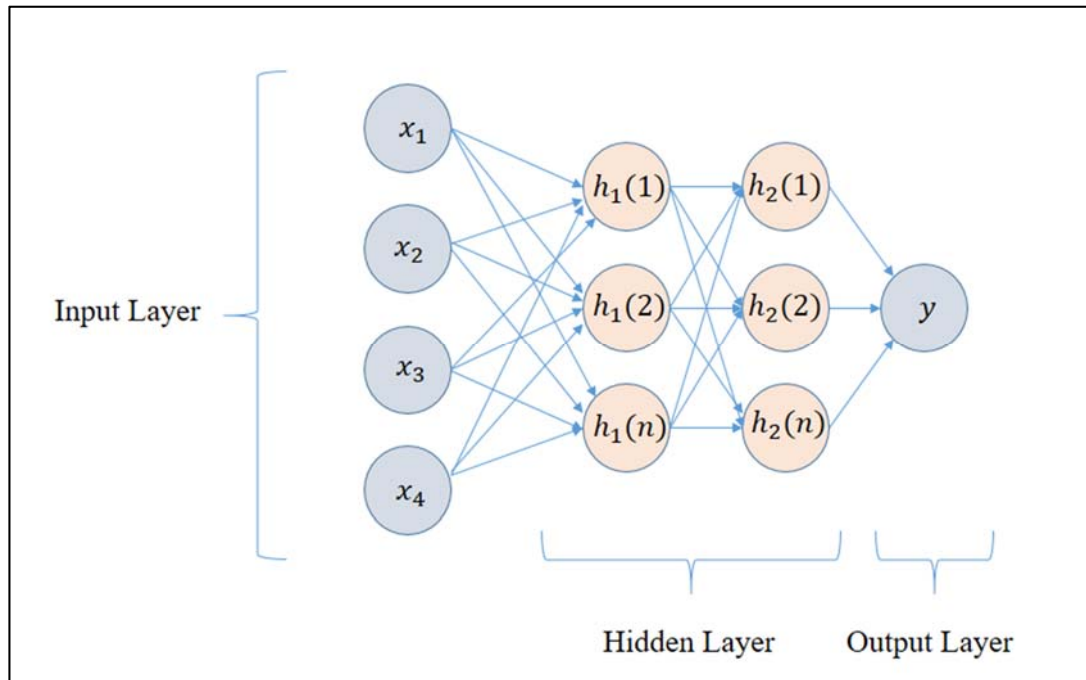 x₁
x₂
x₃
x₄
Input Layer
h₁(1)
h₁(2)
h₁(n)
h₂(1)
h₂(2)
h₂(n)
y
Hidden Layer
Output Layer